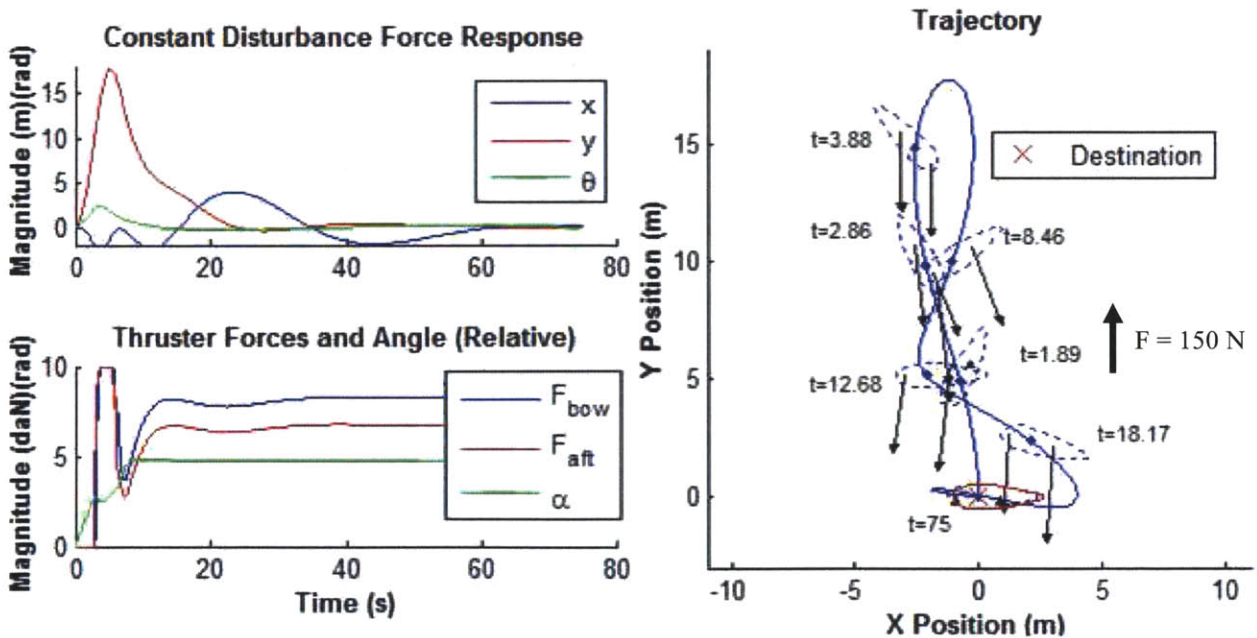 Constant Disturbance Force Response
Magnitude (m)(rad)
15
10
5
0
0
20
40
60
80
x
y
θ
Thruster Forces and Angle (Relative)
Magnitude (daN)(rad)
10
5
0
0
20
40
60
80
Time (s)
F_bow
F_aft
α
Trajectory
Y Position (m)
15
10
5
0
-10
-5
0
5
10
X Position (m)
Destination
t=3.88
t=2.86
t=8.46
t=1.89
F = 150 N
t=12.68
t=18.17
t=75